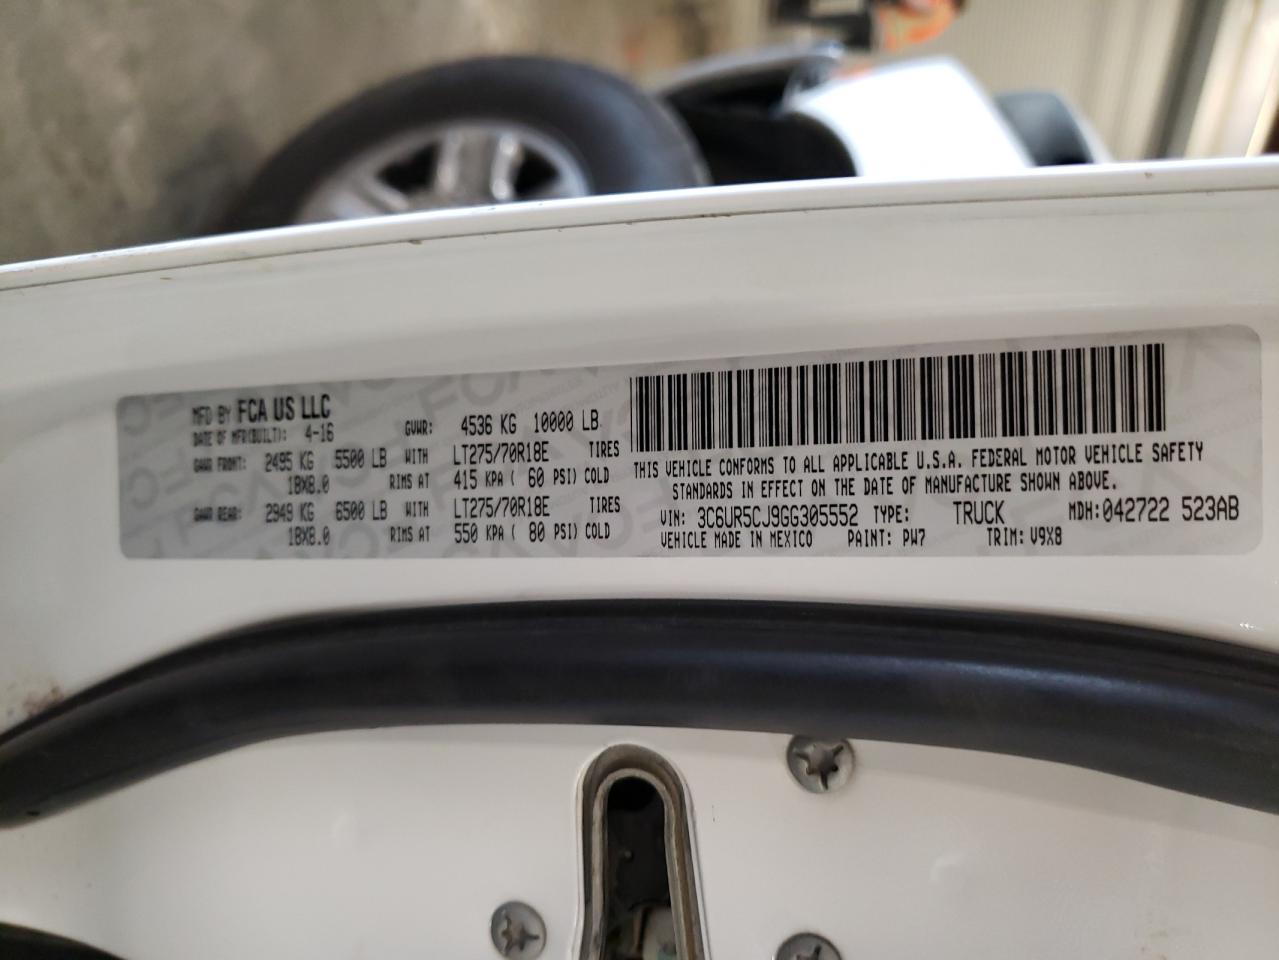 MFD BY FCA US LLC
DATE OF MFR(BUILT): 4-16 GVWR: 4536 KG 10000 LB
GAWR FRONT: 2495 KG 5500 LB WITH LT275/70R18E TIRES
18X8.0 RIMS AT 415 KPA ( 60 PSI) COLD
GAWR REAR: 2949 KG 6500 LB WITH LT275/70R18E TIRES
18X8.0 RIMS AT 550 KPA ( 80 PSI) COLD
THIS VEHICLE CONFORMS TO ALL APPLICABLE U.S.A. FEDERAL MOTOR VEHICLE SAFETY
STANDARDS IN EFFECT ON THE DATE OF MANUFACTURE SHOWN ABOVE.
VIN: 3C6UR5CJ9GG305552 TYPE: TRUCK MDH: 042722 523AB
VEHICLE MADE IN MEXICO PAINT: PW7 TRIM: V9X8